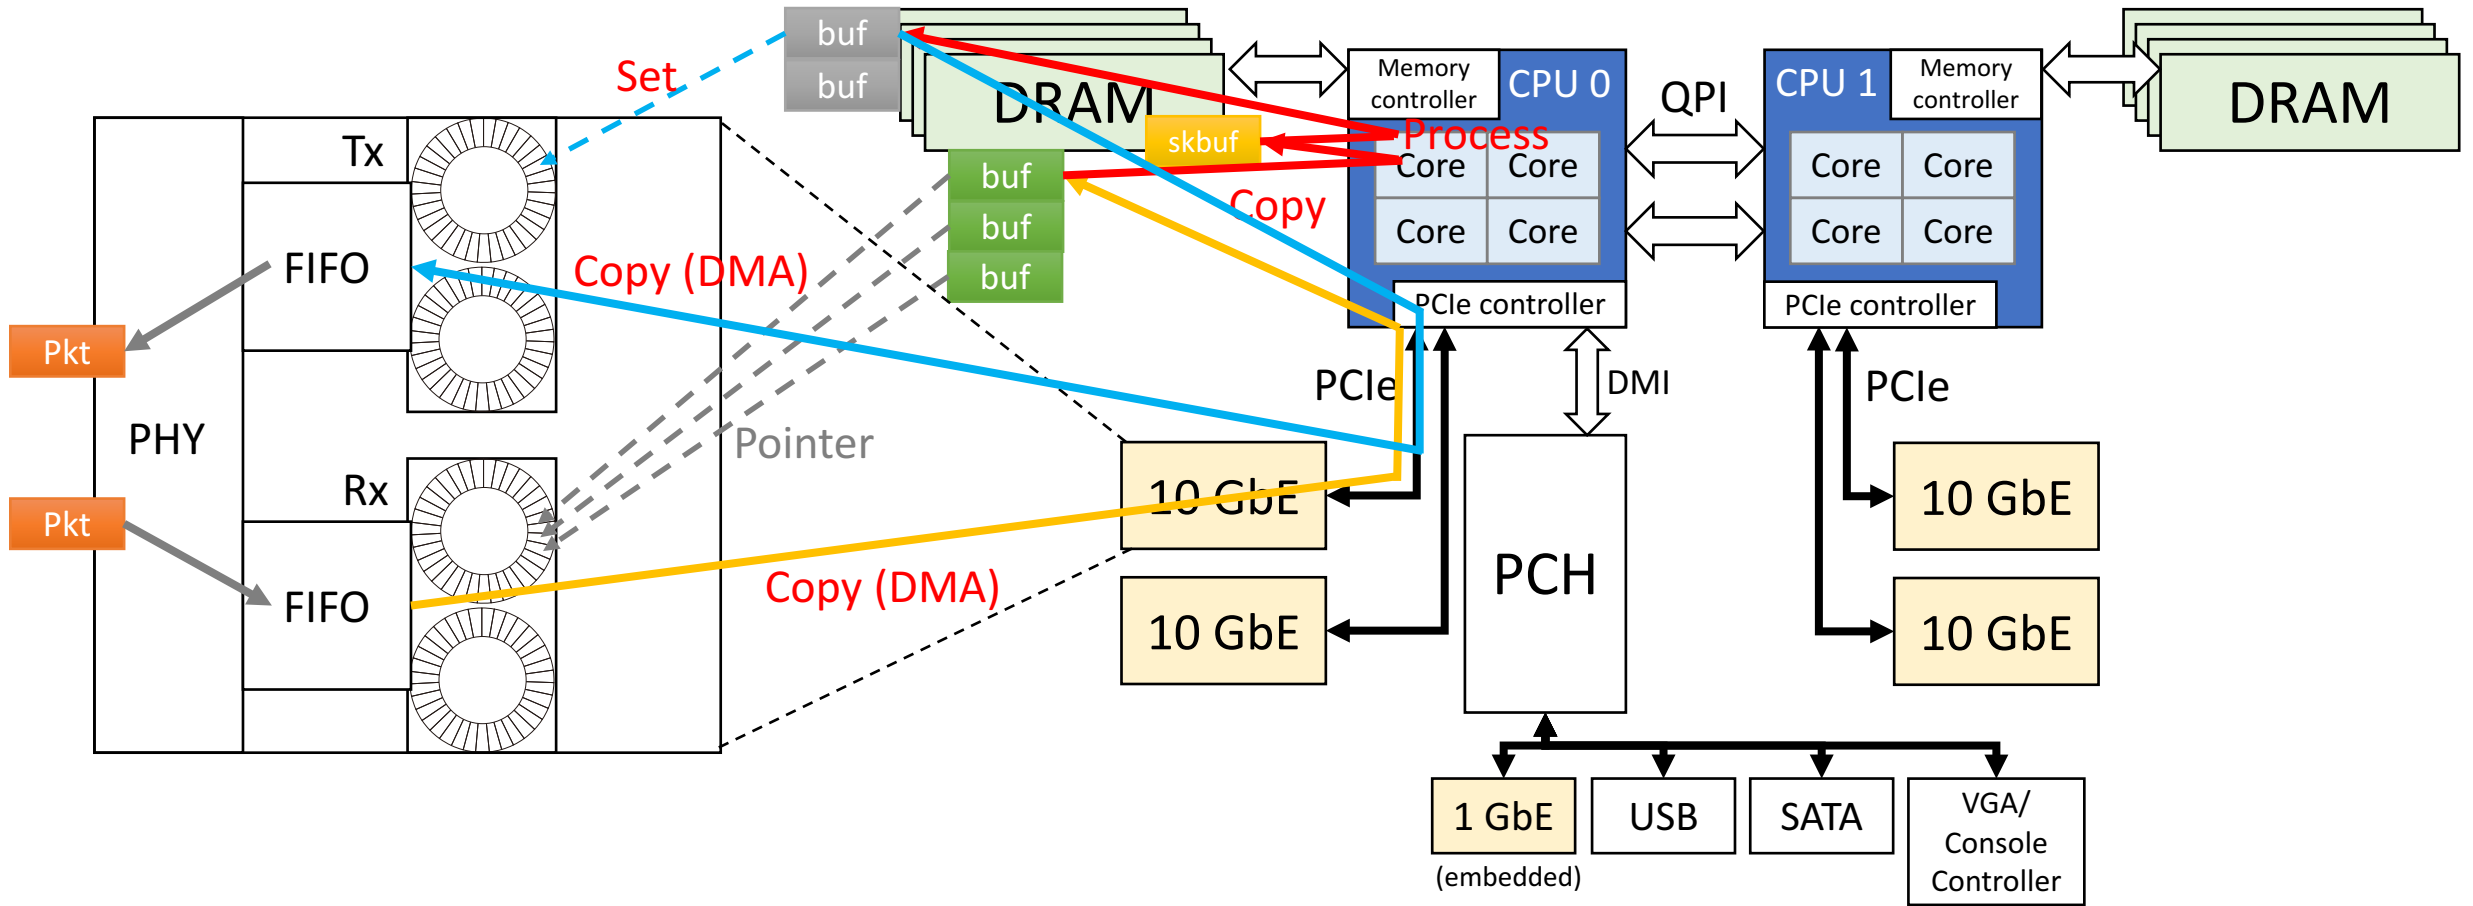 buf
buf
Set
DRAM
skbuf
buf
buf
buf
Memory
controller
CPU 0
Process
Core
Core
Core
Core
PCIe controller
QPI
CPU 1
Memory
controller
Core
Core
Core
Core
PCIe controller
DRAM
Copy
Tx
FIFO
Copy (DMA)
Pkt
PHY
Pointer
Rx
Pkt
FIFO
Copy (DMA)
PCIe
DMI
PCIe
10 GbE
10 GbE
PCH
10 GbE
10 GbE
1 GbE
(embedded)
USB
SATA
VGA/
Console
Controller